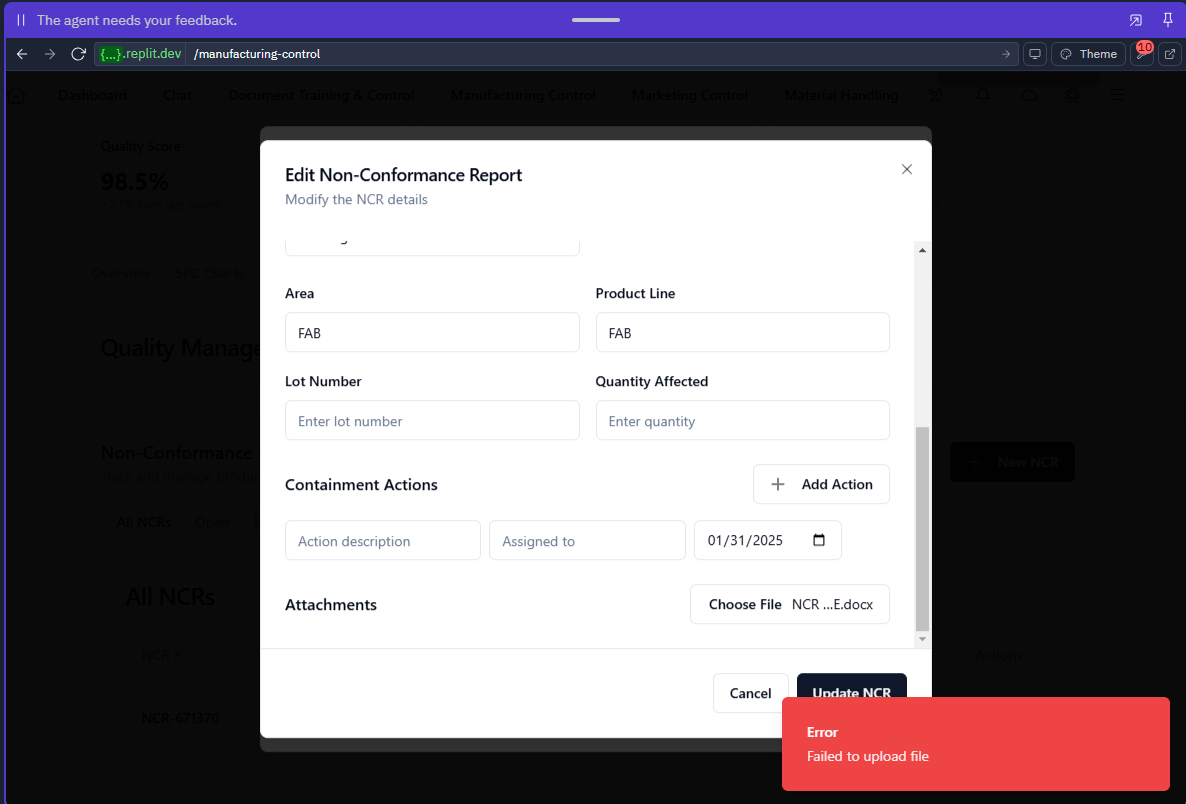 The agent needs your feedback.
{...}.replit.dev /manufacturing-control
Theme
10
Dashboard Chat Document Training & Control Manufacturing Control Marketing Control Material Handling
Quality Score
98.5%
Overview SPC Charts
Quality Manage
Non-Conformance
Track and manage produ
New NCR
All NCRs Open
All NCRs
NCR #
Actions
NCR-671370
Edit Non-Conformance Report
Modify the NCR details
Area Product Line
FAB FAB
Lot Number Quantity Affected
Enter lot number Enter quantity
Containment Actions Add Action
Action description Assigned to 01/31/2025
Attachments Choose File NCR ...E.docx
Cancel Update NCR
Error
Failed to upload file